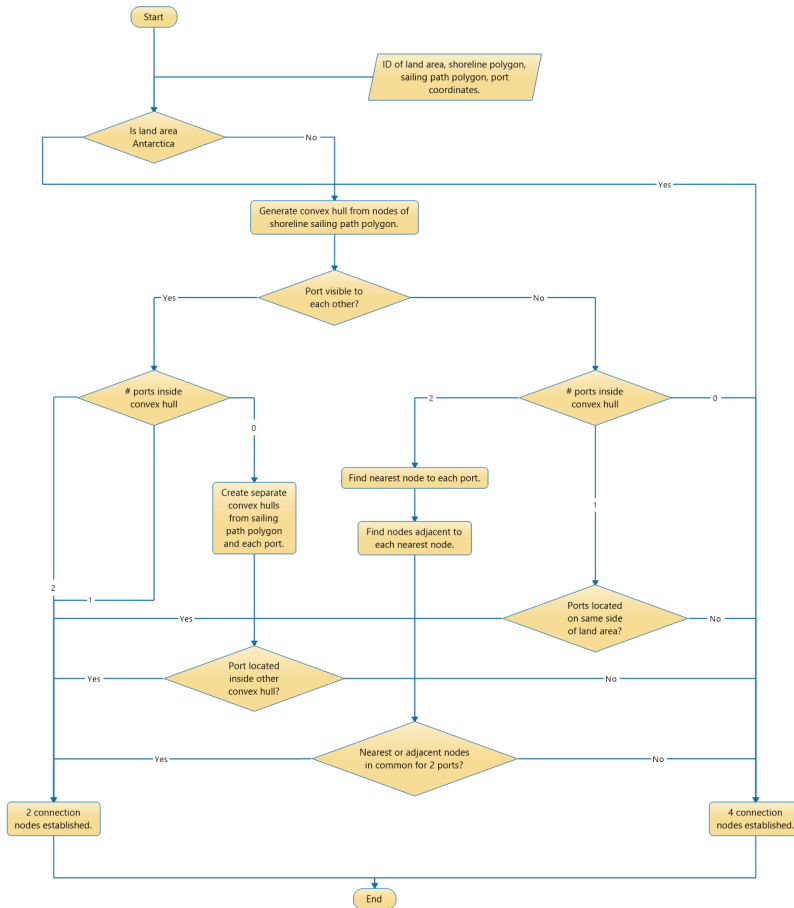 Start
ID of land area, shoreline polygon,
sailing path polygon, port
coordinates.
Is land area
Antarctica
No
Yes
Generate convex hull from nodes of
shoreline sailing path polygon.
Port visible to
each other?
Yes
No
# ports inside
convex hull
# ports inside
convex hull
2
0
0
Find nearest node to each port.
Create separate
convex hulls
from sailing
path polygon
and each port.
1
Find nodes adjacent to
each nearest node.
2
1
Ports located
on same side
of land area?
Yes
No
Port located
inside other
convex hull?
Yes
No
Nearest or adjacent nodes
in common for 2 ports?
Yes
No
2 connection
nodes established.
4 connection
nodes established.
End